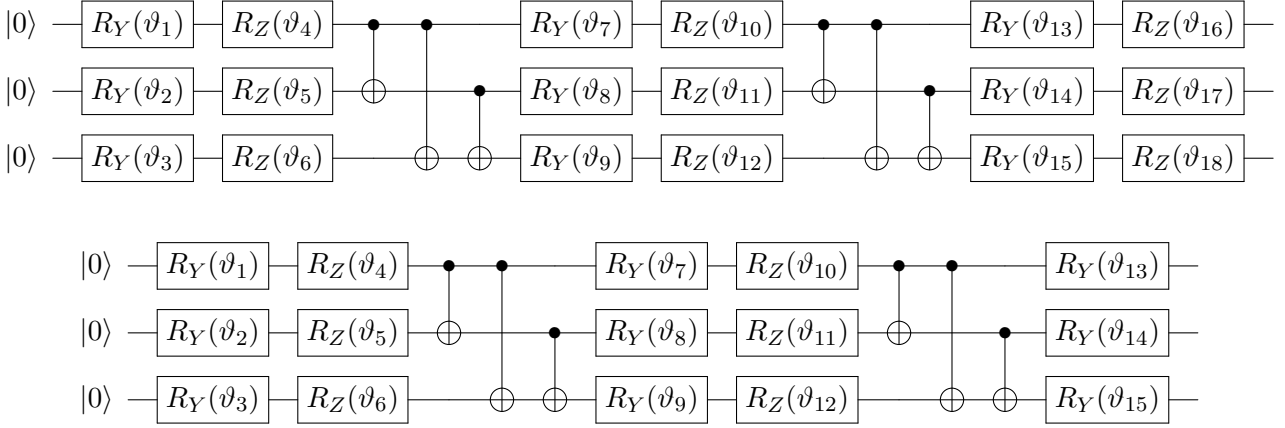 |0⟩ R_Y(ϑ_1) R_Z(ϑ_4) R_Y(ϑ_7) R_Z(ϑ_10) R_Y(ϑ_13) R_Z(ϑ_16)
|0⟩ R_Y(ϑ_2) R_Z(ϑ_5) R_Y(ϑ_8) R_Z(ϑ_11) R_Y(ϑ_14) R_Z(ϑ_17)
|0⟩ R_Y(ϑ_3) R_Z(ϑ_6) R_Y(ϑ_9) R_Z(ϑ_12) R_Y(ϑ_15) R_Z(ϑ_18)
|0⟩ R_Y(ϑ_1) R_Z(ϑ_4) R_Y(ϑ_7) R_Z(ϑ_10) R_Y(ϑ_13)
|0⟩ R_Y(ϑ_2) R_Z(ϑ_5) R_Y(ϑ_8) R_Z(ϑ_11) R_Y(ϑ_14)
|0⟩ R_Y(ϑ_3) R_Z(ϑ_6) R_Y(ϑ_9) R_Z(ϑ_12) R_Y(ϑ_15)